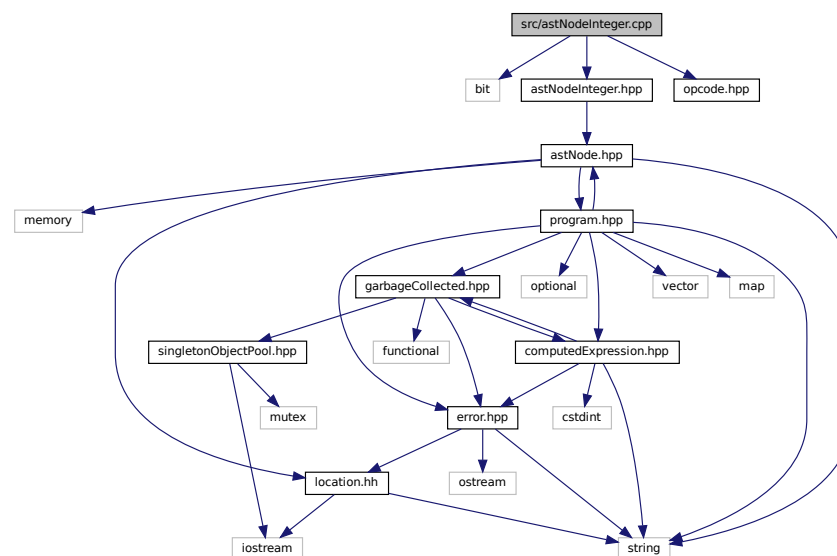 src/astNodeInteger.cpp
bit
astNodeInteger.hpp
opcode.hpp
astNode.hpp
memory
program.hpp
garbageCollected.hpp
optional
vector
map
singletonObjectPool.hpp
functional
computedExpression.hpp
mutex
error.hpp
cstdint
location.hh
ostream
iostream
string